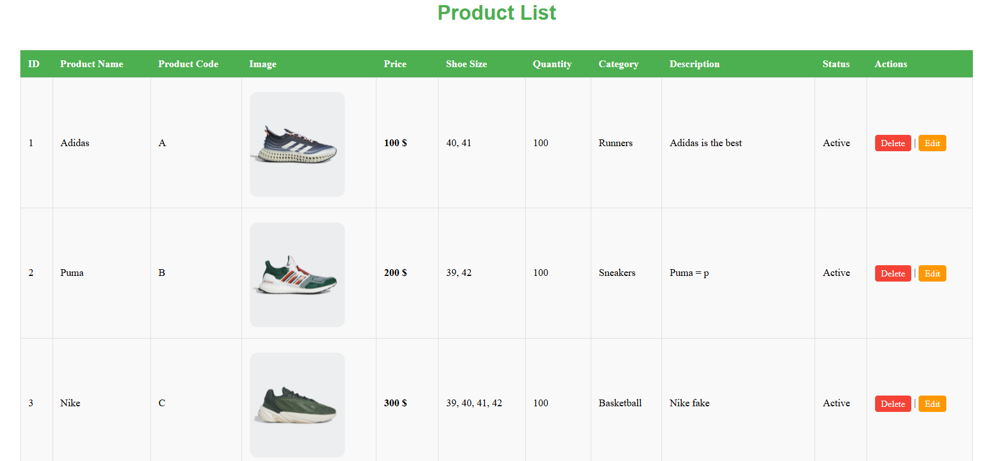 Product List
ID Product Name Product Code Image Price Shoe Size Quantity Category Description Status Actions
1 Adidas A 100 $ 40, 41 100 Runners Adidas is the best Active Delete | Edit
2 Puma B 200 $ 39, 42 100 Sneakers Puma = p Active Delete | Edit
3 Nike C 300 $ 39, 40, 41, 42 100 Basketball Nike fake Active Delete | Edit